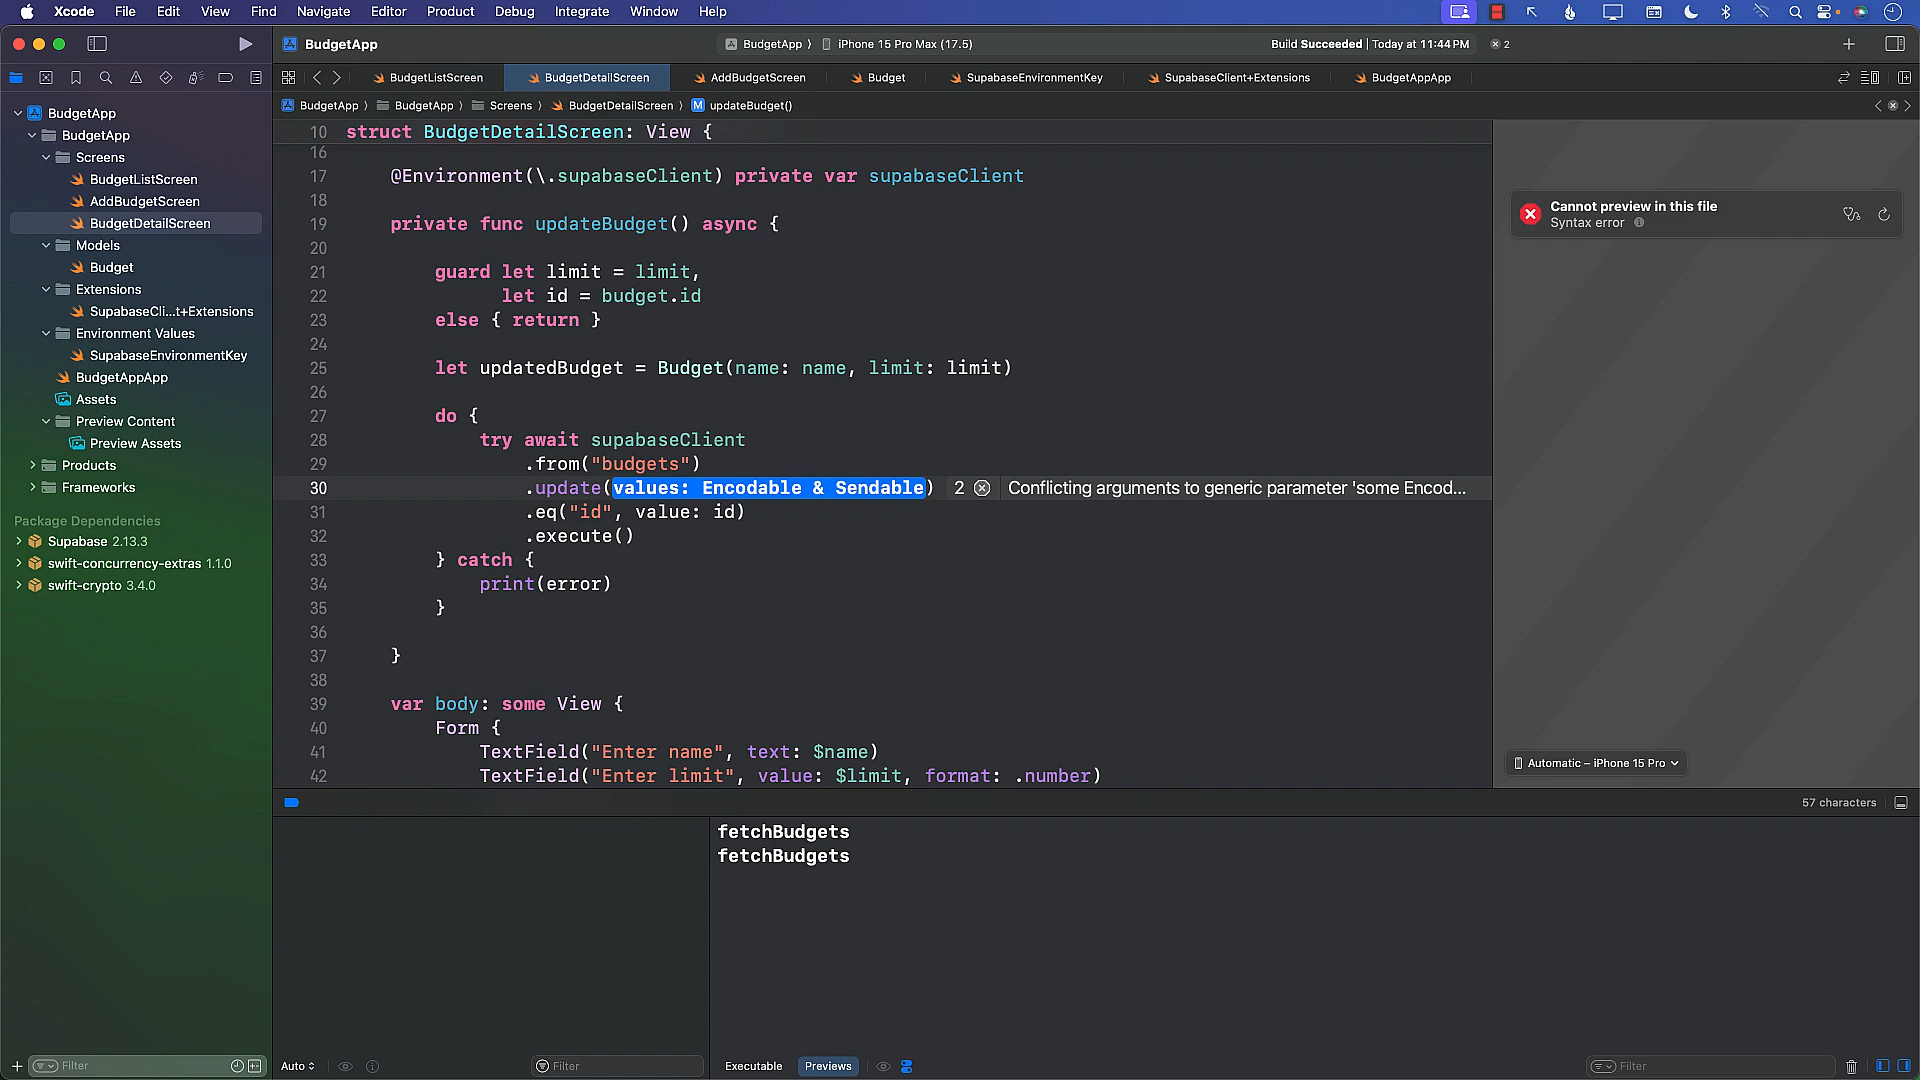 Xcode File Edit View Find Navigate Editor Product Debug Integrate Window Help
BudgetApp
BudgetApp ⟩ iPhone 15 Pro Max (17.5)
Build Succeeded | Today at 11:44 PM
2
BudgetListScreen
BudgetDetailScreen
AddBudgetScreen
Budget
SupabaseEnvironmentKey
SupabaseClient+Extensions
BudgetAppApp
BudgetApp ⟩ BudgetApp ⟩ Screens ⟩ BudgetDetailScreen ⟩ M updateBudget()
BudgetApp
BudgetApp
Screens
BudgetListScreen
AddBudgetScreen
BudgetDetailScreen
Models
Budget
Extensions
SupabaseCli...t+Extensions
Environment Values
SupabaseEnvironmentKey
BudgetAppApp
Assets
Preview Content
Preview Assets
Products
Frameworks
Package Dependencies
Supabase 2.13.3
swift-concurrency-extras 1.1.0
swift-crypto 3.4.0
Filter
10 struct BudgetDetailScreen: View {
16
17 @Environment(\.supabaseClient) private var supabaseClient
18
19 private func updateBudget() async {
20
21 guard let limit = limit,
22 let id = budget.id
23 else { return }
24
25 let updatedBudget = Budget(name: name, limit: limit)
26
27 do {
28 try await supabaseClient
29 .from("budgets")
30 .update(values: Encodable & Sendable) 2 Conflicting arguments to generic parameter 'some Encod...
31 .eq("id", value: id)
32 .execute()
33 } catch {
34 print(error)
35 }
36
37 }
38
39 var body: some View {
40 Form {
41 TextField("Enter name", text: $name)
42 TextField("Enter limit", value: $limit, format: .number)
Cannot preview in this file
Syntax error
Automatic – iPhone 15 Pro
57 characters
fetchBudgets
fetchBudgets
Auto
Filter
Executable Previews
Filter